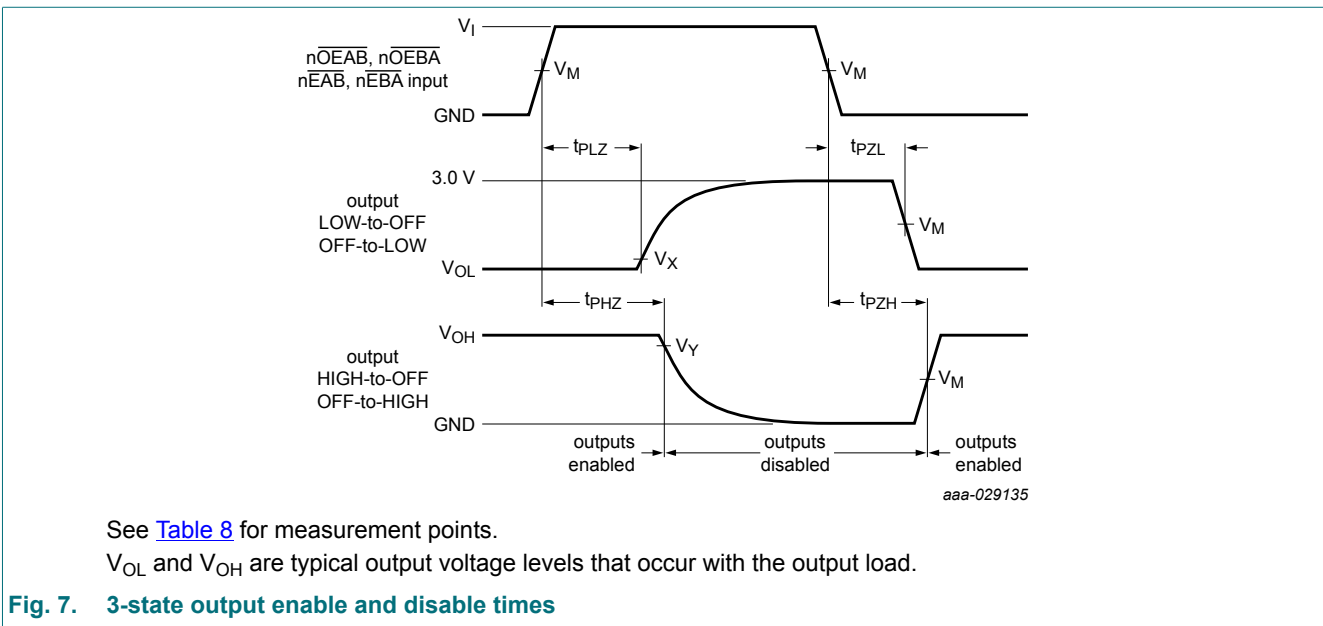 V_I
nOEAB, nOEBA
nEAB, nEBA input
V_M
V_M
GND
t_PLZ
t_PZL
3.0 V
output
LOW-to-OFF
OFF-to-LOW
V_M
V_X
V_OL
t_PHZ
t_PZH
V_OH
V_Y
output
HIGH-to-OFF
OFF-to-HIGH
V_M
GND
outputs enabled
outputs disabled
outputs enabled
aaa-029135
See Table 8 for measurement points.
V_OL and V_OH are typical output voltage levels that occur with the output load.
Fig. 7. 3-state output enable and disable times